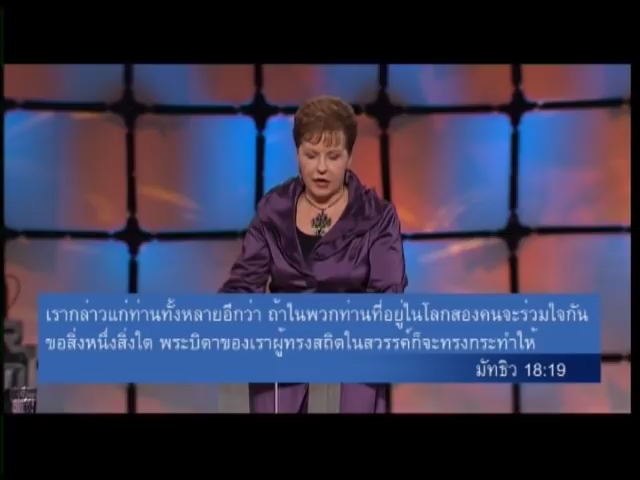 เรากล่าวแก่ท่านทั้งหลายอีกว่า ถ้าในพวกท่านที่อยู่ในโลกสองคนจะร่วมใจกัน
ขอสิ่งหนึ่งสิ่งใด พระบิดาของเราผู้ทรงสถิตในสวรรค์ก็จะทรงกระทำให้
มัทธิว 18:19